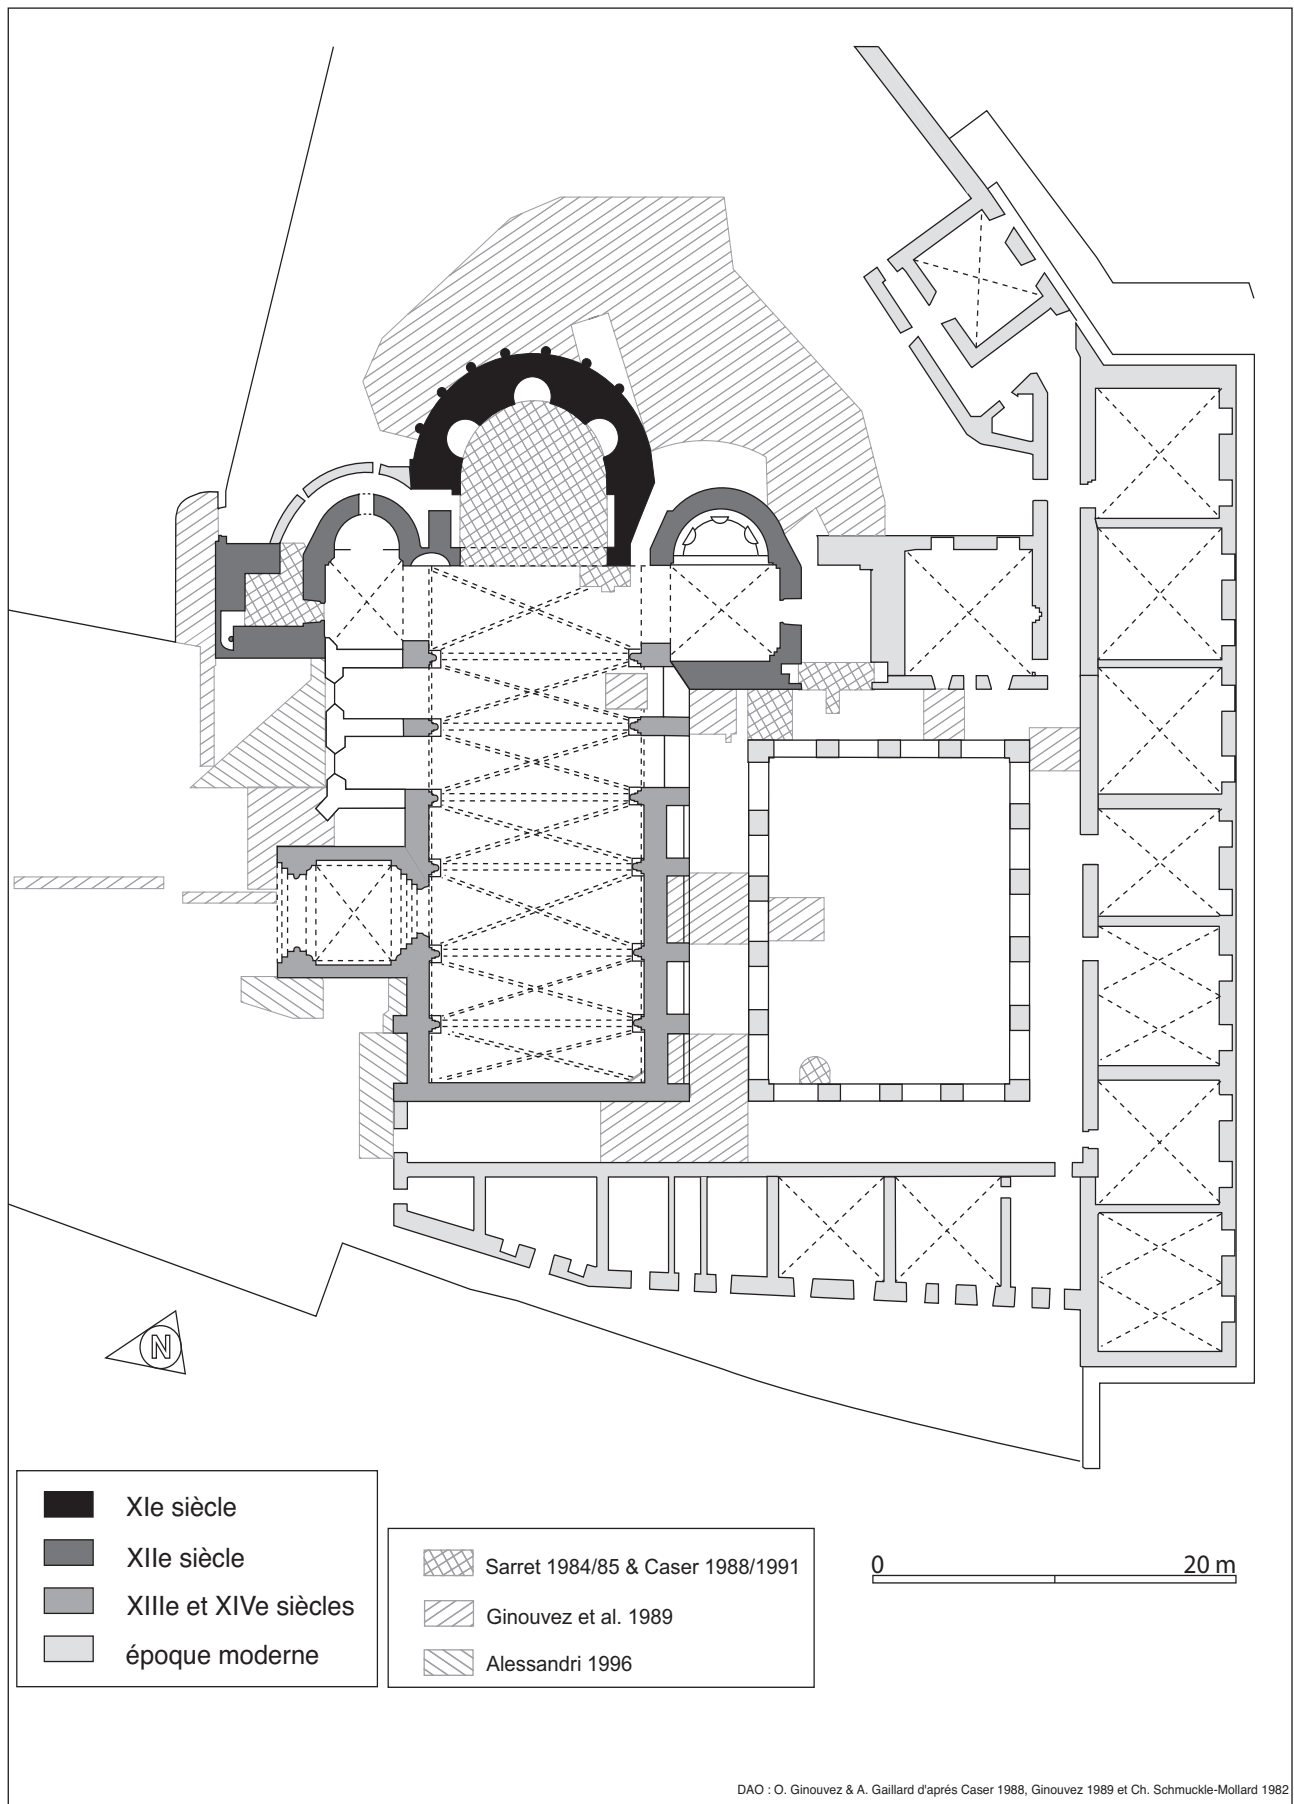 N
XIe siècle
XIIe siècle
XIIIe et XIVe siècles
époque moderne
Sarret 1984/85 & Caser 1988/1991
Ginouvez et al. 1989
Alessandri 1996
0 20 m
DAO : O. Ginouvez & A. Gaillard d'aprés Caser 1988, Ginouvez 1989 et Ch. Schmuckle-Mollard 1982